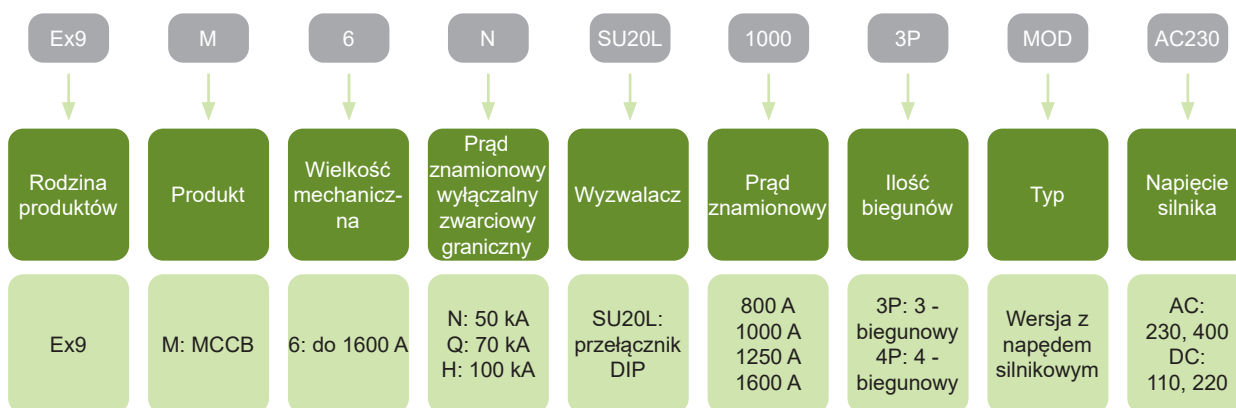 Ex9
M
6
N
SU20L
1000
3P
MOD
AC230
Rodzina
produktów
Produkt
Wielkość
mechanicz-
na
Prąd
znamionowy
wyłączalny
zwarciowy
graniczny
Wyzwalacz
Prąd
znamionowy
Ilość
biegunów
Typ
Napięcie
silnika
Ex9
M: MCCB
6: do 1600 A
N: 50 kA
Q: 70 kA
H: 100 kA
SU20L:
przełącznik
DIP
800 A
1000 A
1250 A
1600 A
3P: 3 -
biegunowy
4P: 4 -
biegunowy
Wersja z
napędem
silnikowym
AC:
230, 400
DC:
110, 220